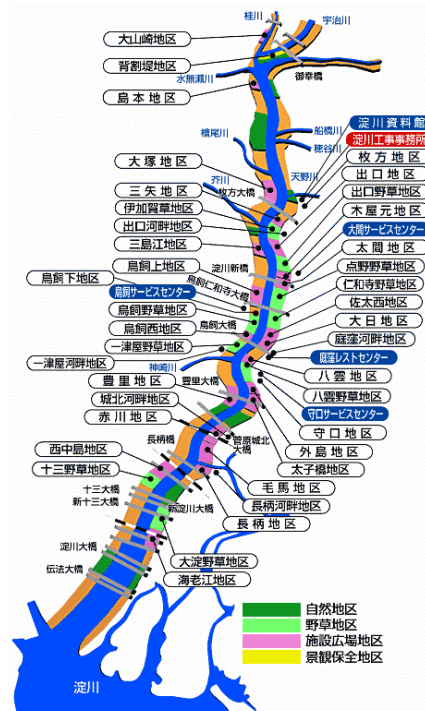 桂川
宇治川
大山崎地区
背割堤地区
御幸橋
水無瀬川
島本地区
淀川資料館
船橋川
淀川工事事務所
檜尾川
穂谷川
枚方地区
大塚地区
天野川
出口地区
三矢地区
芥川
枚方大橋
出口野草地区
伊加賀草地区
木屋元地区
出口河畔地区
大間サービスセンター
三島江地区
太間地区
淀川新橋
鳥飼上地区
点野野草地区
鳥飼仁和寺大橋
鳥飼下地区
仁和寺野草地区
鳥飼サービスセンター
佐太西地区
鳥飼野草地区
大日地区
鳥飼西地区
鳥飼大橋
庭窪河畔地区
一津屋野草地区
庭窪レストセンター
一津屋河畔地区
神崎川
八雲地区
豊里地区
豊里大橋
八雲野草地区
城北河畔地区
守口サービスセンター
赤川地区
守口地区
菅原城北大橋
外島地区
長柄橋
太子橋地区
西中島地区
毛馬地区
十三野草地区
長柄河畔地区
十三大橋
新十三大橋
新淀川大橋
長柄地区
淀川大橋
大淀野草地区
伝法大橋
海老江地区
自然地区
野草地区
施設広場地区
景観保全地区
淀川